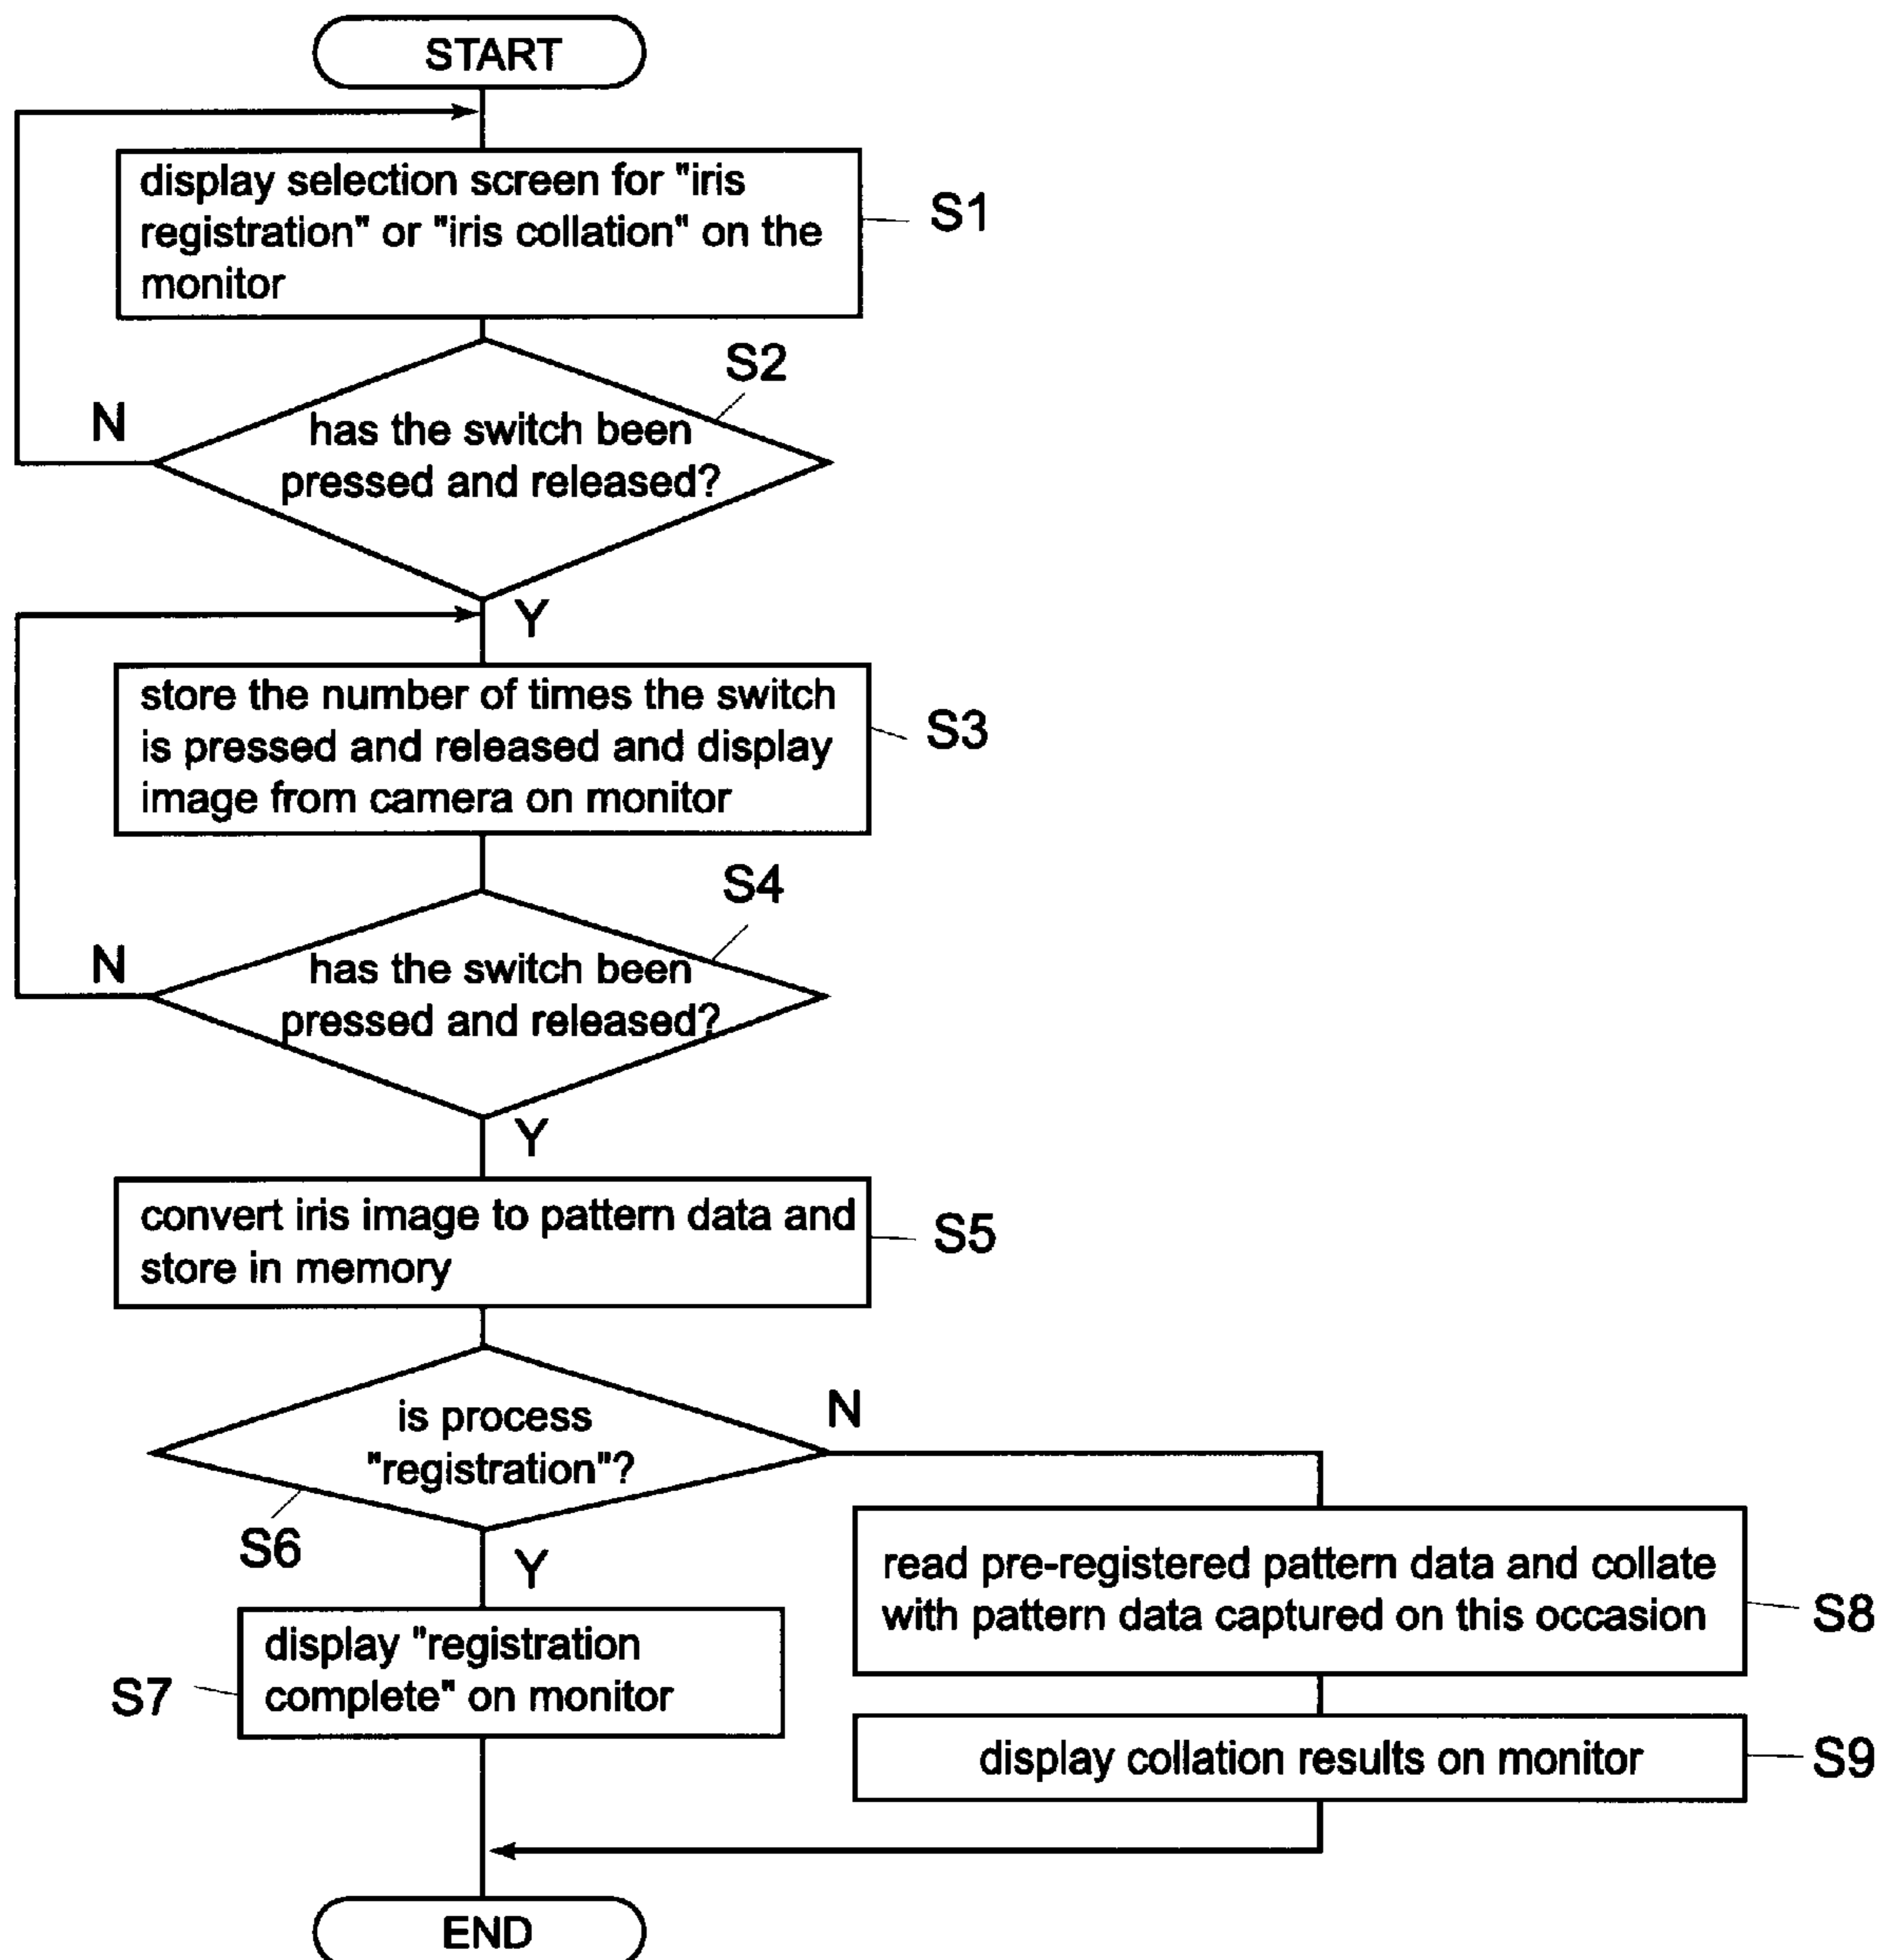 START
display selection screen for "iris
registration" or "iris collation" on the
monitor
S1
S2
N
has the switch been
pressed and released?
Y
store the number of times the switch
is pressed and released and display
image from camera on monitor
S3
S4
N
has the switch been
pressed and released?
Y
convert iris image to pattern data and
store in memory
S5
is process
"registration"?
N
S6
Y
read pre-registered pattern data and collate
with pattern data captured on this occasion
S8
display "registration
complete" on monitor
S7
display collation results on monitor
S9
END